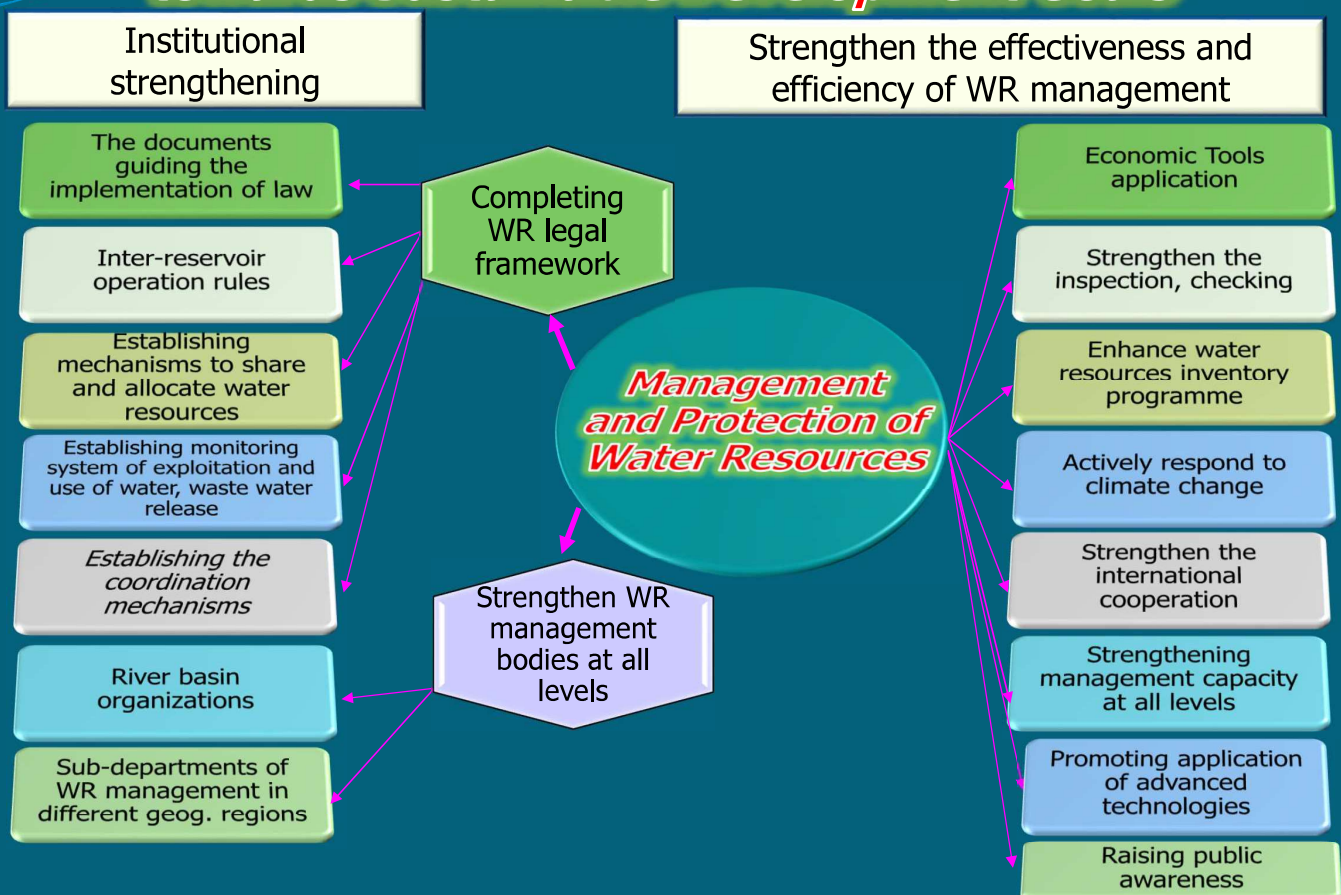 Institutional
strengthening
Strengthen the effectiveness and
efficiency of WR management
The documents
guiding the
implementation of law
Inter-reservoir
operation rules
Establishing
mechanisms to share
and allocate water
resources
Establishing monitoring
system of exploitation and
use of water, waste water
release
Establishing the
coordination
mechanisms
River basin
organizations
Sub-departments of
WR management in
different geog. regions
Completing
WR legal
framework
Management
and Protection of
Water Resources
Strengthen WR
management
bodies at all
levels
Economic Tools
application
Strengthen the
inspection, checking
Enhance water
resources inventory
programme
Actively respond to
climate change
Strengthen the
international
cooperation
Strengthening
management capacity
at all levels
Promoting application
of advanced
technologies
Raising public
awareness